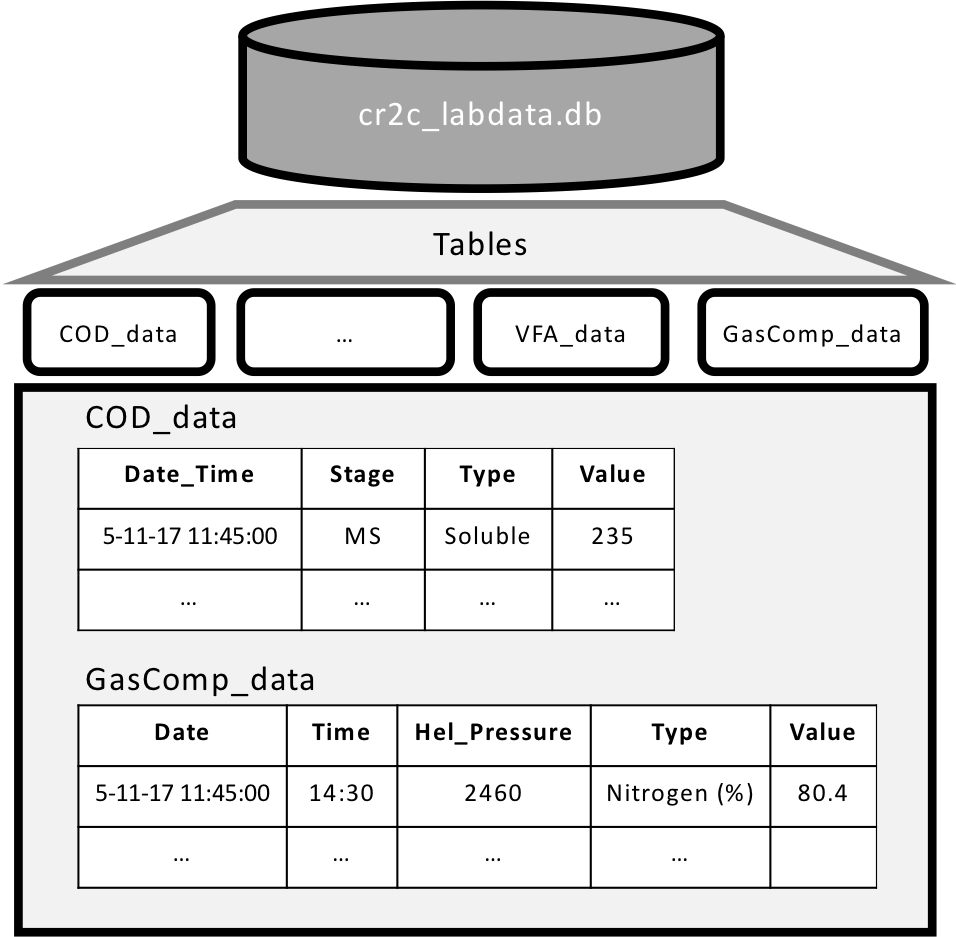 cr2c_labdata.db
Tables
COD_data ... VFA_data GasComp_data
COD_data
Date_Time Stage Type Value
5-11-17 11:45:00 MS Soluble 235
... ... ... ...
GasComp_data
Date Time Hel_Pressure Type Value
5-11-17 11:45:00 14:30 2460 Nitrogen (%) 80.4
... ... ... ...